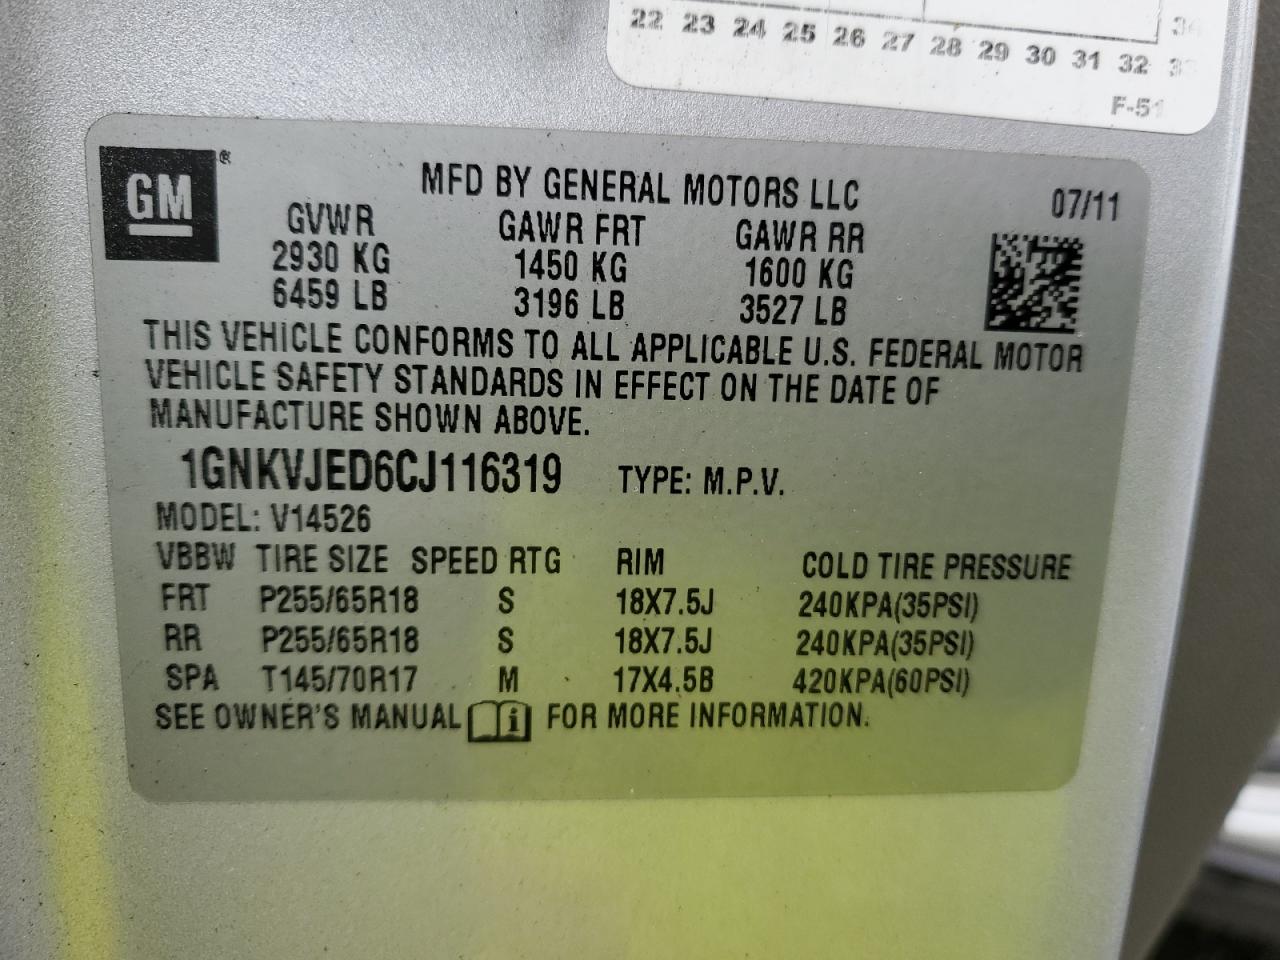 22 23 24 25 26 27 28 29 30 31 32
GM®
MFD BY GENERAL MOTORS LLC 07/11
GVWR GAWR FRT GAWR RR
2930 KG 1450 KG 1600 KG
6459 LB 3196 LB 3527 LB
THIS VEHICLE CONFORMS TO ALL APPLICABLE U.S. FEDERAL MOTOR
VEHICLE SAFETY STANDARDS IN EFFECT ON THE DATE OF
MANUFACTURE SHOWN ABOVE.
1GNKVJED6CJ116319 TYPE: M.P.V.
MODEL: V14526
VBBW TIRE SIZE SPEED RTG RIM COLD TIRE PRESSURE
FRT P255/65R18 S 18X7.5J 240KPA(35PSI)
RR P255/65R18 S 18X7.5J 240KPA(35PSI)
SPA T145/70R17 M 17X4.5B 420KPA(60PSI)
SEE OWNER'S MANUAL i FOR MORE INFORMATION.